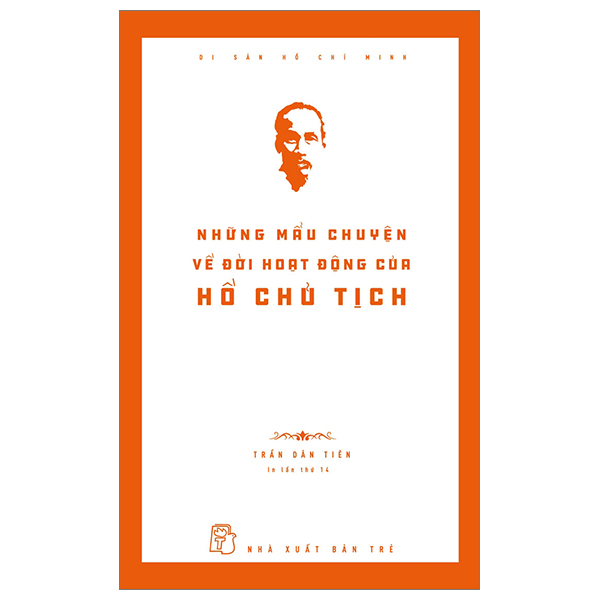 DI SẢN HỒ CHÍ MINH
NHỮNG MẨU CHUYỆN
VỀ ĐỜI HOẠT ĐỘNG CỦA
HỒ CHỦ TỊCH
TRẦN DÂN TIÊN
In lần thứ 14
NHÀ XUẤT BẢN TRẺ